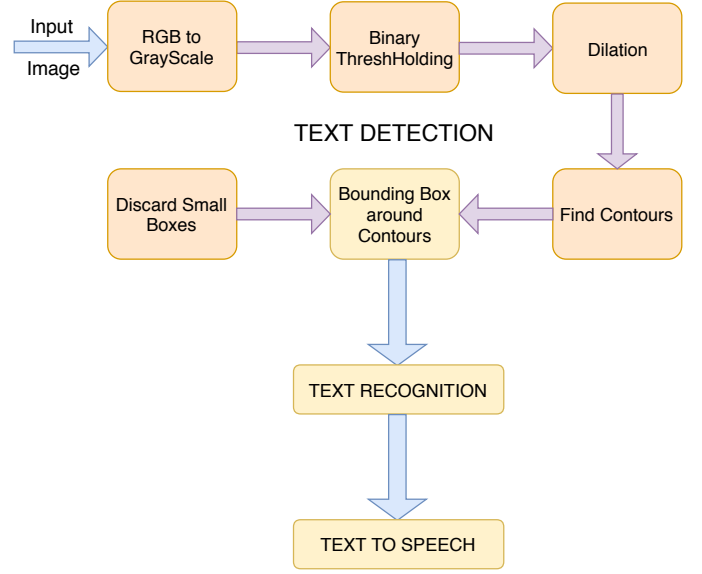 Input
Image
RGB to
GrayScale
Binary
ThreshHolding
Dilation
TEXT DETECTION
Discard Small
Boxes
Bounding Box
around
Contours
Find Contours
TEXT RECOGNITION
TEXT TO SPEECH